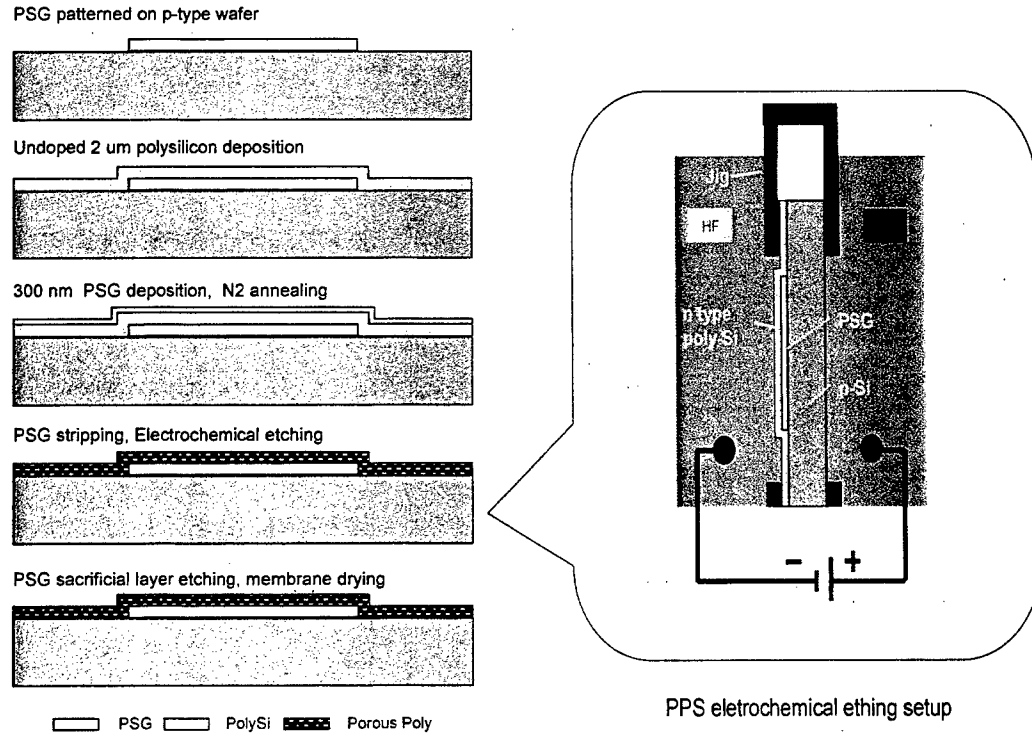 PSG patterned on p-type wafer
Undoped 2 um polysilicon deposition
300 nm PSG deposition, N2 annealing
PSG stripping, Electrochemical etching
PSG sacrificial layer etching, membrane drying
PSG PolySi Porous Poly
Jig
HF
n type
poly-Si
PSG
p-Si
- +
PPS eletrochemical ething setup